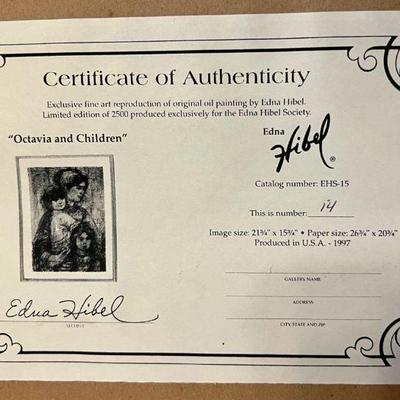 Certificate of Authenticity
Exclusive fine art reproduction of original oil painting by Edna Hibel.
Limited edition of 2500 produced exclusively for the Edna Hibel Society.
"Octavia and Children"
Edna
Hibel ®
Catalog number: EHS-15
This is number: 14
Image size: 21¾" x 15¾" • Paper size: 26¾" x 20¾"
Produced in U.S.A. - 1997
GALLERY NAME
ADDRESS
CITY, STATE AND ZIP
Edna Hibel